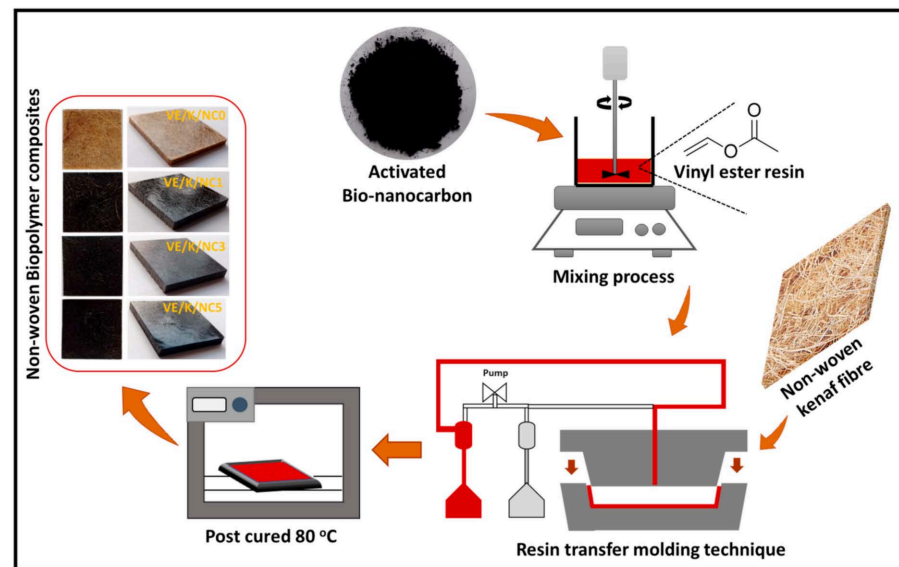 Activated
Bio-nanocarbon
O
O
Vinyl ester resin
Mixing process
Non-woven
kenaf fibre
Pump
Resin transfer molding technique
Post cured 80 °C
Non-woven Biopolymer composites
VE/K/NC0
VE/K/NC1
VE/K/NC3
VE/K/NC5